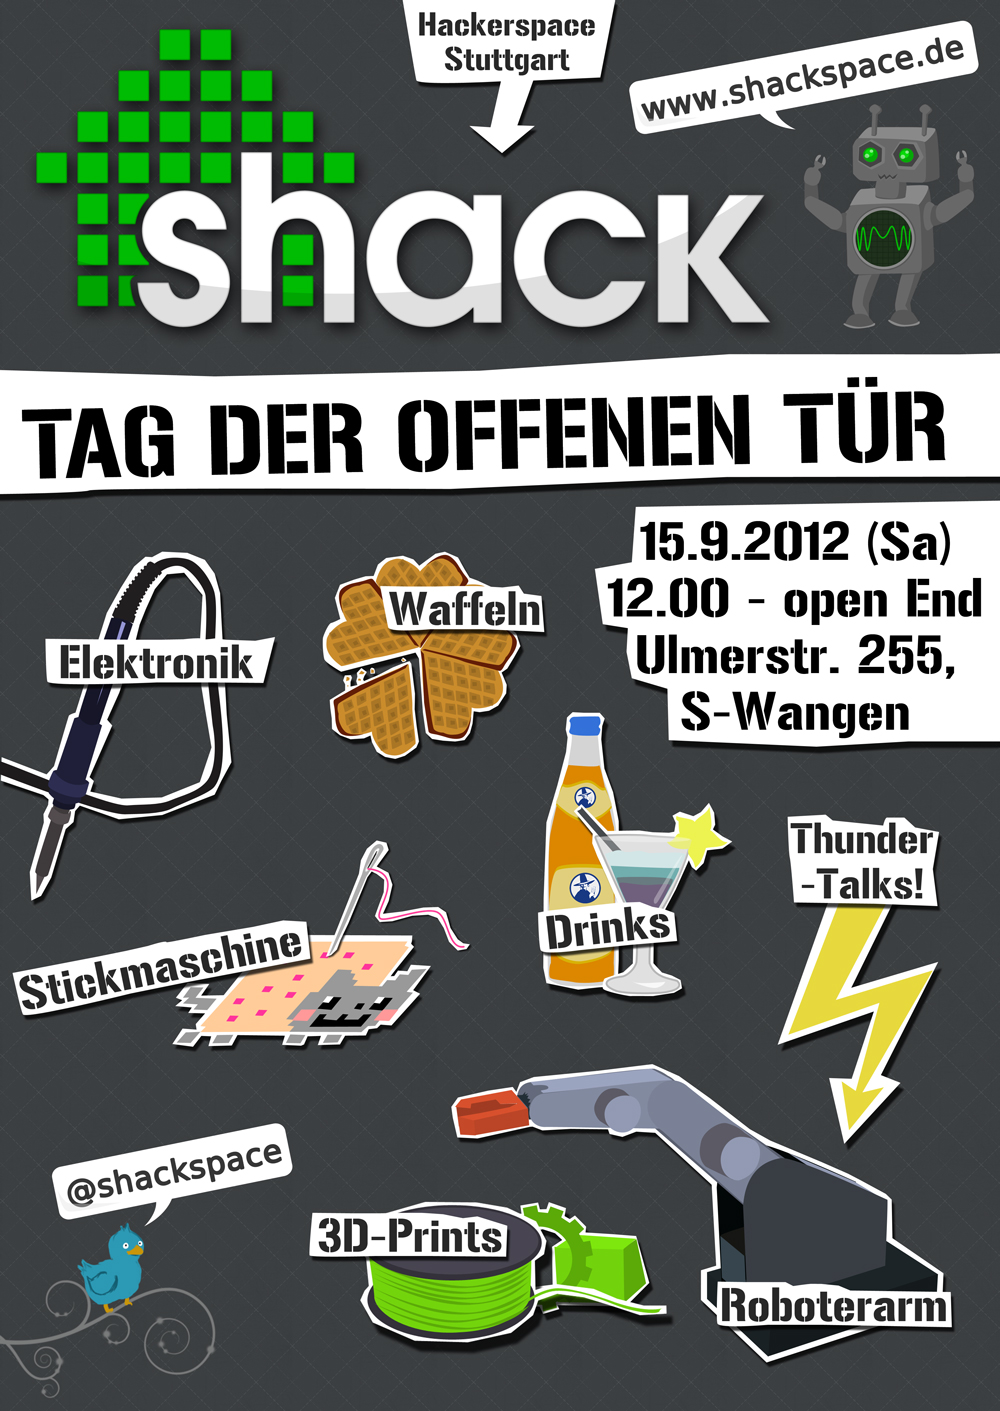 Hackerspace
Stuttgart
www.shackspace.de
shack
TAG DER OFFENEN TÜR
15.9.2012 (Sa)
12.00 - open End
Ulmerstr. 255,
S-Wangen
Elektronik
Waffeln
Drinks
Thunder
-Talks!
Stickmaschine
@shackspace
3D-Prints
Roboterarm